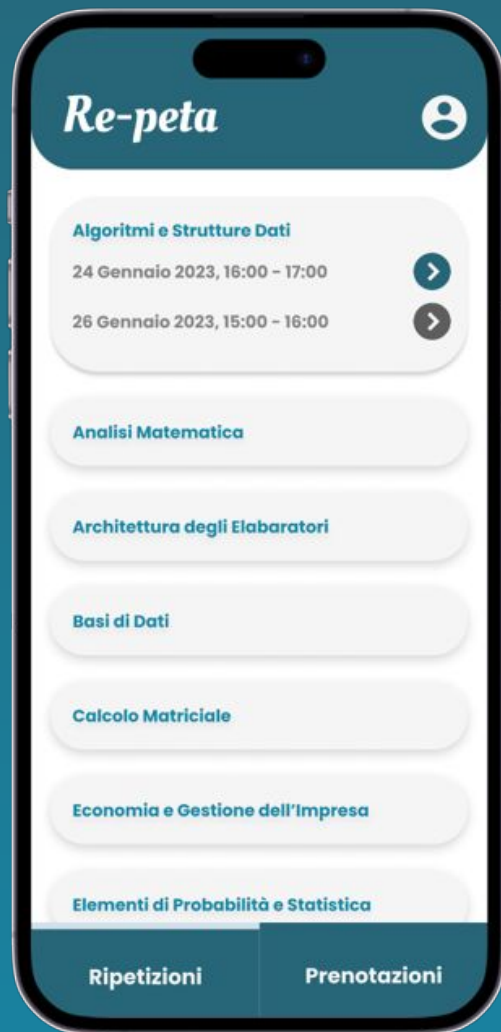 Re-peta
Algoritmi e Strutture Dati
24 Gennaio 2023, 16:00 - 17:00
26 Gennaio 2023, 15:00 - 16:00
Analisi Matematica
Architettura degli Elabaratori
Basi di Dati
Calcolo Matriciale
Economia e Gestione dell'Impresa
Elementi di Probabilità e Statistica
Ripetizioni
Prenotazioni